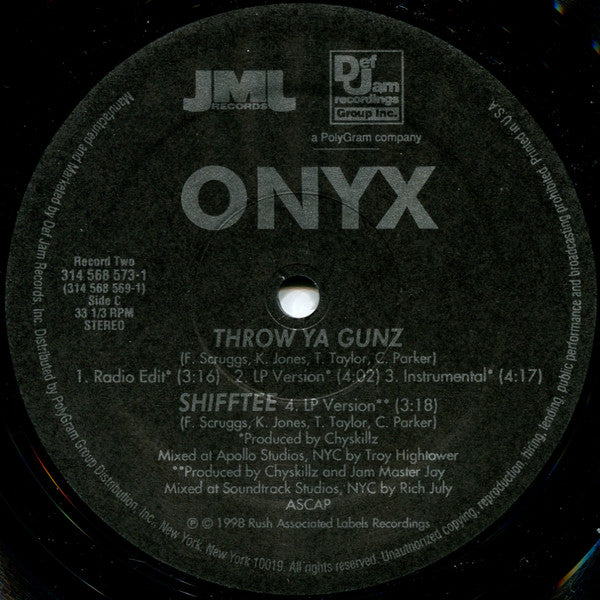 JML
RECORDS
Def
Jam
recordings
Group Inc.
a PolyGram company
ONYX
Record Two
314 568 573-1
(314 568 569-1)
Side C
33 1/3 RPM
STEREO
THROW YA GUNZ
(F. Scruggs, K. Jones, T. Taylor, C. Parker)
1. Radio Edit* (3:16) 2. LP Version* (4:02) 3. Instrumental* (4:17)
SHIFFTEE 4. LP Version** (3:18)
(F. Scruggs, K. Jones, T. Taylor, C. Parker)
*Produced by Chyskillz
Mixed at Apollo Studios, NYC by Troy Hightower
**Produced by Chyskillz and Jam Master Jay
Mixed at Soundtrack Studios, NYC by Rich July
ASCAP
℗ © 1998 Rush Associated Labels Recordings
Manufactured and Marketed by Def Jam Records, Inc. Distributed by PolyGram Group Distribution, Inc., New York, New York 10019. All rights reserved. Unauthorized copying, reproduction, hiring, lending, public performance and broadcasting prohibited. Printed in U.S.A.